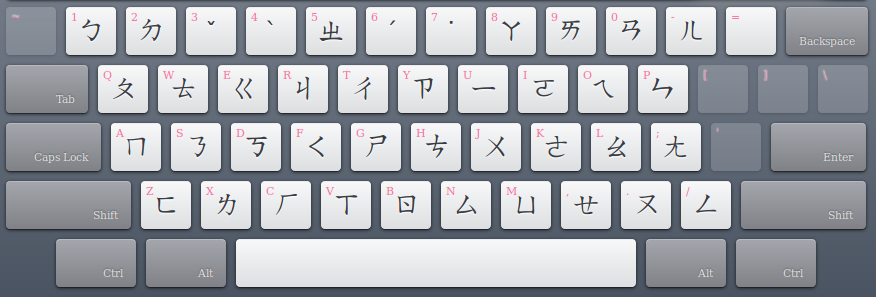 ~ 1 ㄅ 2 ㄉ 3 ˇ 4 ˋ 5 ㄓ 6 ˊ 7 ˙ 8 ㄚ 9 ㄞ 0 ㄢ - ㄦ = Backspace
Tab Q ㄆ W ㄊ E ㄍ R ㄐ T ㄔ Y ㄗ U ㄧ I ㄛ O ㄟ P ㄣ [ ] \
Caps Lock A ㄇ S ㄋ D ㄎ F ㄑ G ㄕ H ㄘ J ㄨ K ㄜ L ㄠ ; ㄤ ' Enter
Shift Z ㄈ X ㄌ C ㄏ V ㄒ B ㄖ N ㄙ M ㄩ , ㄝ . ㄡ / ㄥ Shift
Ctrl Alt Alt Ctrl